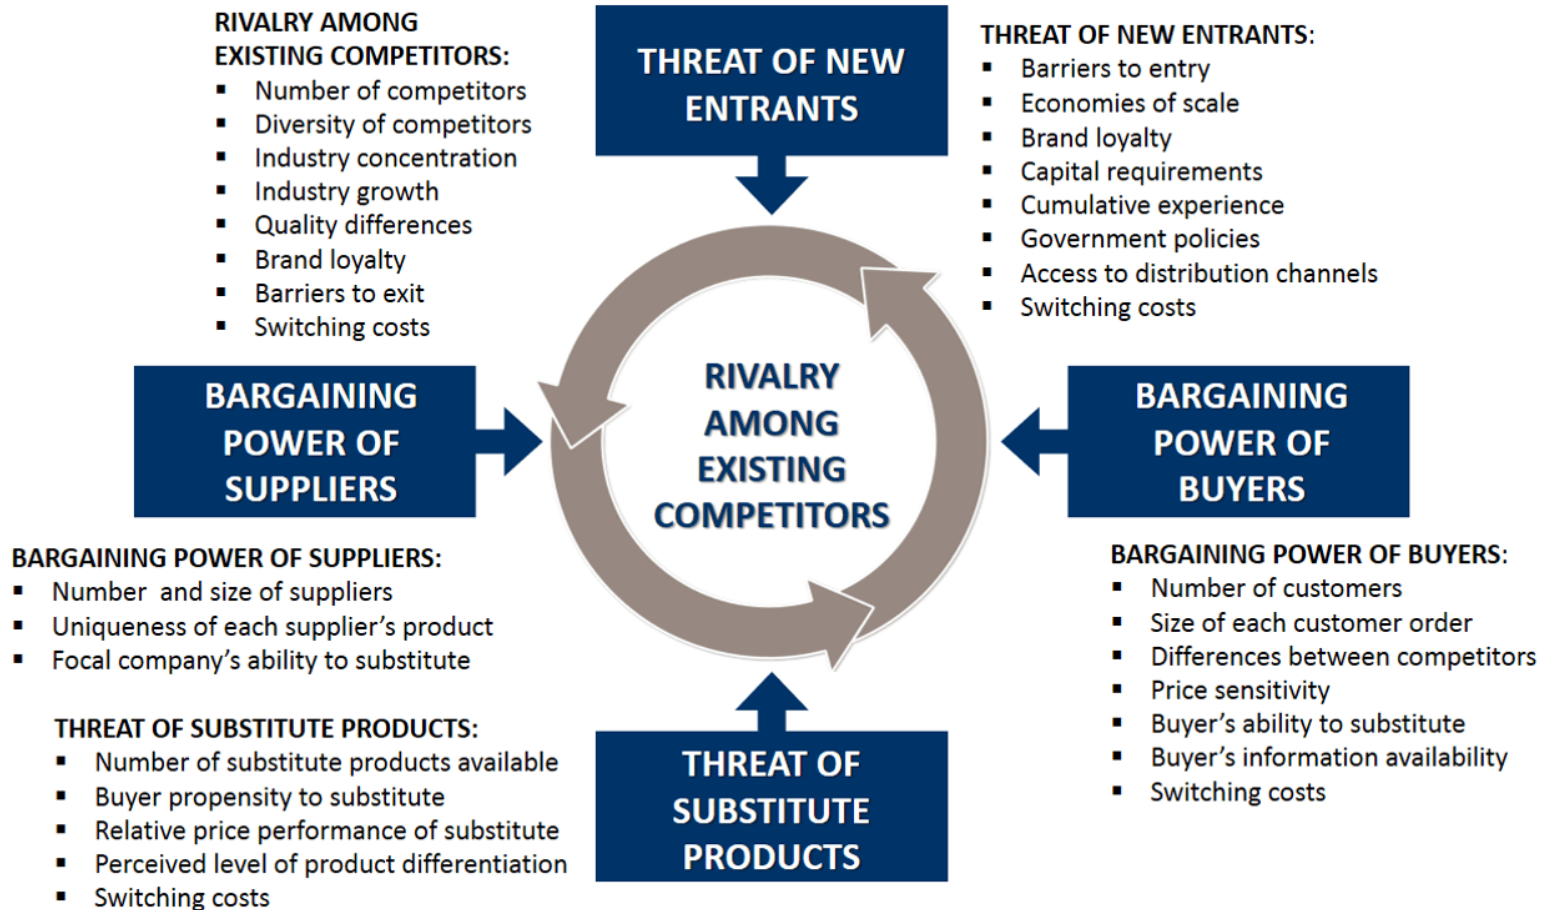 RIVALRY AMONG
EXISTING COMPETITORS:
▪ Number of competitors
▪ Diversity of competitors
▪ Industry concentration
▪ Industry growth
▪ Quality differences
▪ Brand loyalty
▪ Barriers to exit
▪ Switching costs
THREAT OF NEW
ENTRANTS
THREAT OF NEW ENTRANTS:
▪ Barriers to entry
▪ Economies of scale
▪ Brand loyalty
▪ Capital requirements
▪ Cumulative experience
▪ Government policies
▪ Access to distribution channels
▪ Switching costs
BARGAINING
POWER OF
SUPPLIERS
RIVALRY
AMONG
EXISTING
COMPETITORS
BARGAINING
POWER OF
BUYERS
BARGAINING POWER OF SUPPLIERS:
▪ Number and size of suppliers
▪ Uniqueness of each supplier’s product
▪ Focal company’s ability to substitute
BARGAINING POWER OF BUYERS:
▪ Number of customers
▪ Size of each customer order
▪ Differences between competitors
▪ Price sensitivity
▪ Buyer’s ability to substitute
▪ Buyer’s information availability
▪ Switching costs
THREAT OF SUBSTITUTE PRODUCTS:
▪ Number of substitute products available
▪ Buyer propensity to substitute
▪ Relative price performance of substitute
▪ Perceived level of product differentiation
▪ Switching costs
THREAT OF
SUBSTITUTE
PRODUCTS